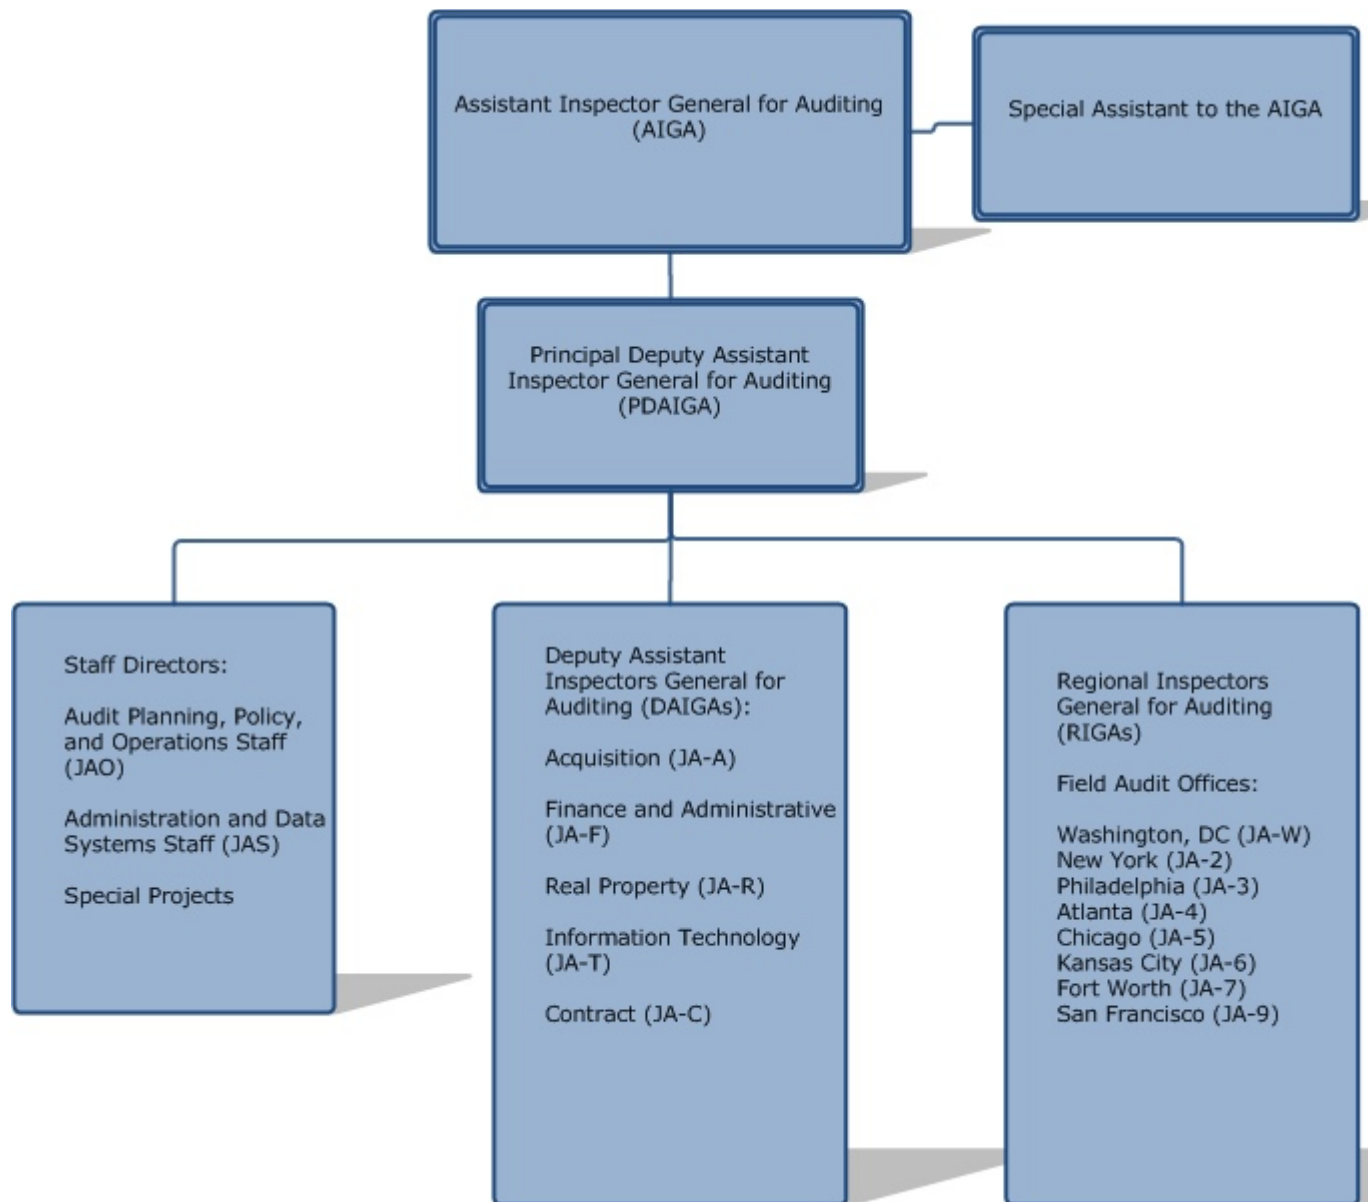 Assistant Inspector General for Auditing
(AIGA)
Special Assistant to the AIGA
Principal Deputy Assistant
Inspector General for Auditing
(PDAIGA)
Staff Directors:
Audit Planning, Policy,
and Operations Staff
(JAO)
Administration and Data
Systems Staff (JAS)
Special Projects
Deputy Assistant
Inspectors General for
Auditing (DAIGAs):
Acquisition (JA-A)
Finance and Administrative
(JA-F)
Real Property (JA-R)
Information Technology
(JA-T)
Contract (JA-C)
Regional Inspectors
General for Auditing
(RIGAs)
Field Audit Offices:
Washington, DC (JA-W)
New York (JA-2)
Philadelphia (JA-3)
Atlanta (JA-4)
Chicago (JA-5)
Kansas City (JA-6)
Fort Worth (JA-7)
San Francisco (JA-9)